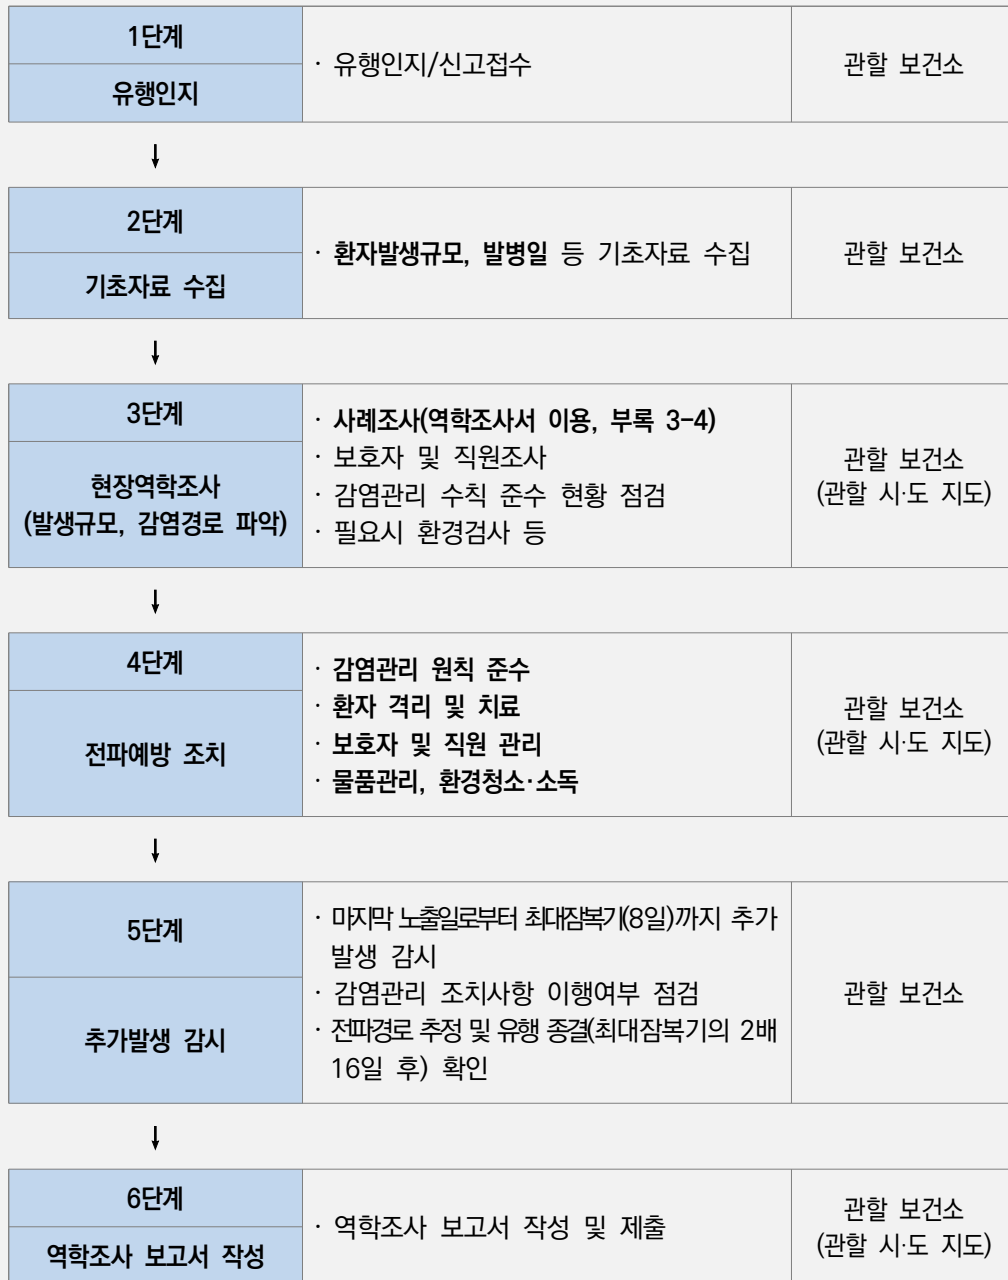 1단계
유행인지
· 유행인지/신고접수
관할 보건소
↓
2단계
기초자료 수집
· 환자발생규모, 발병일 등 기초자료 수집
관할 보건소
↓
3단계
현장역학조사
(발생규모, 감염경로 파악)
· 사례조사(역학조사서 이용, 부록 3-4)
· 보호자 및 직원조사
· 감염관리 수칙 준수 현황 점검
· 필요시 환경검사 등
관할 보건소
(관할 시·도 지도)
↓
4단계
전파예방 조치
· 감염관리 원칙 준수
· 환자 격리 및 치료
· 보호자 및 직원 관리
· 물품관리, 환경청소·소독
관할 보건소
(관할 시·도 지도)
↓
5단계
추가발생 감시
· 마지막 노출일로부터 최대잠복기(8일)까지 추가
발생 감시
· 감염관리 조치사항 이행여부 점검
· 전파경로 추정 및 유행 종결(최대잠복기의 2배
16일 후) 확인
관할 보건소
↓
6단계
역학조사 보고서 작성
· 역학조사 보고서 작성 및 제출
관할 보건소
(관할 시·도 지도)